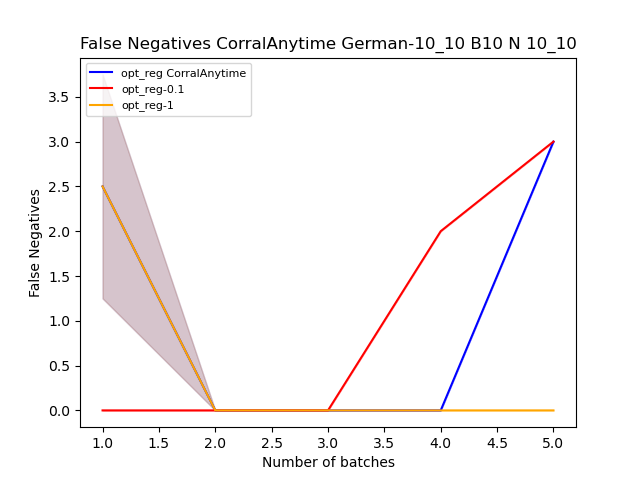 False Negatives CorralAnytime German-10_10 B10 N 10_10
opt_reg CorralAnytime
opt_reg-0.1
opt_reg-1
3.5
3.0
2.5
2.0
1.5
1.0
0.5
0.0
False Negatives
1.0 1.5 2.0 2.5 3.0 3.5 4.0 4.5 5.0
Number of batches